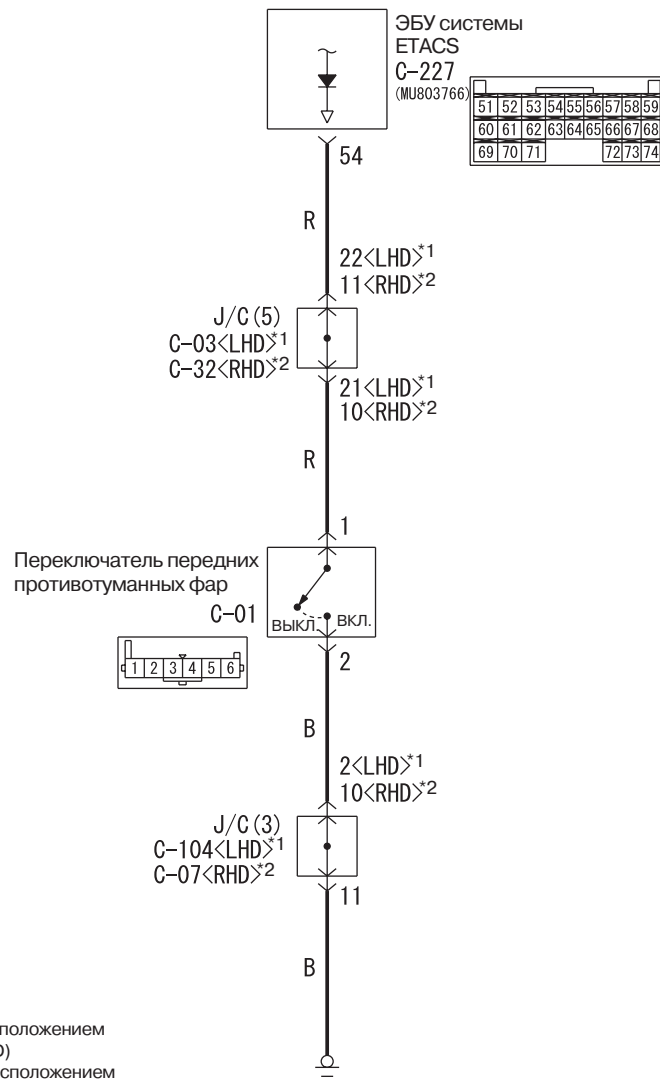 ЭБУ системы
ETACS
C-227
(MU803766)
51 52 53 54 55 56 57 58 59
60 61 62 63 64 65 66 67 68
69 70 71 72 73 74
54
R
22<LHD>*1
11<RHD>*2
J/C(5)
C-03<LHD>*1
C-32<RHD>*2
21<LHD>*1
10<RHD>*2
R
1
Переключатель передних
противотуманных фар
C-01
ВЫКЛ. ВКЛ.
1 2 3 4 5 6
2
B
2<LHD>*1
10<RHD>*2
J/C(3)
C-104<LHD>*1
C-07<RHD>*2
11
B
сположением
D)
сположением